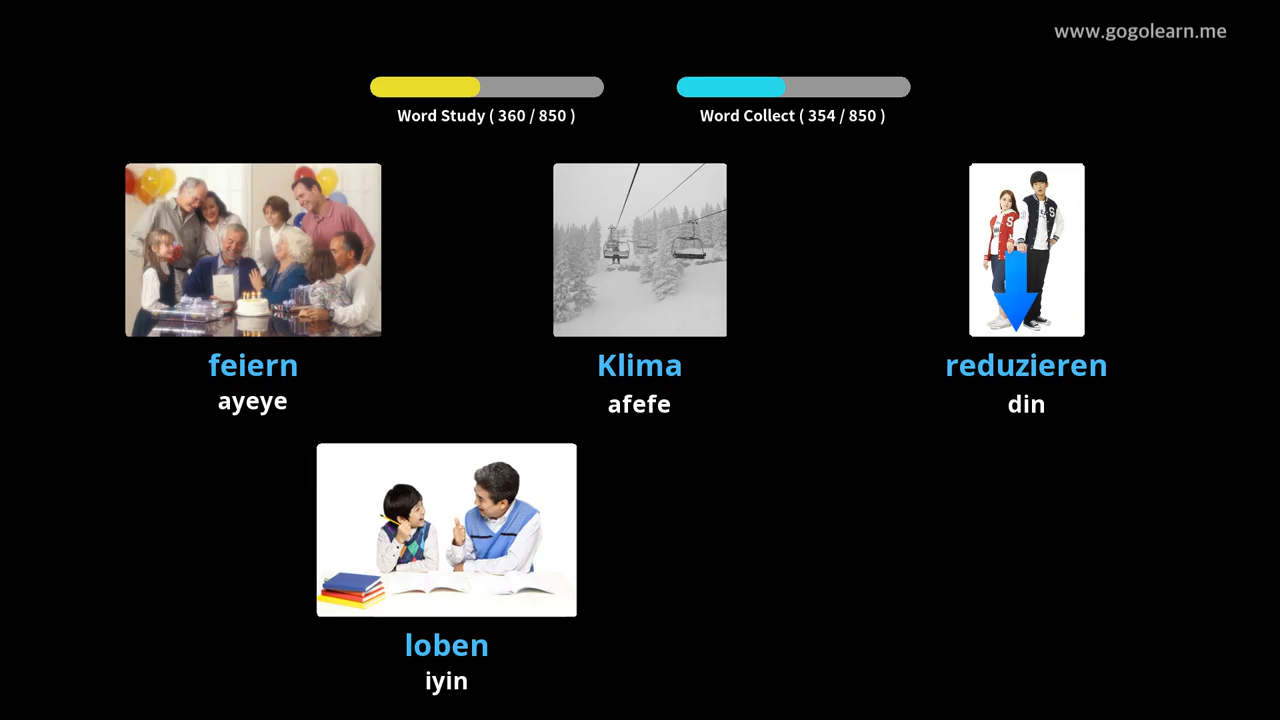 www.gogolearn.me
Word Study ( 360 / 850 )
Word Collect ( 354 / 850 )
feiern
ayeye
Klima
afefe
reduzieren
din
loben
iyin